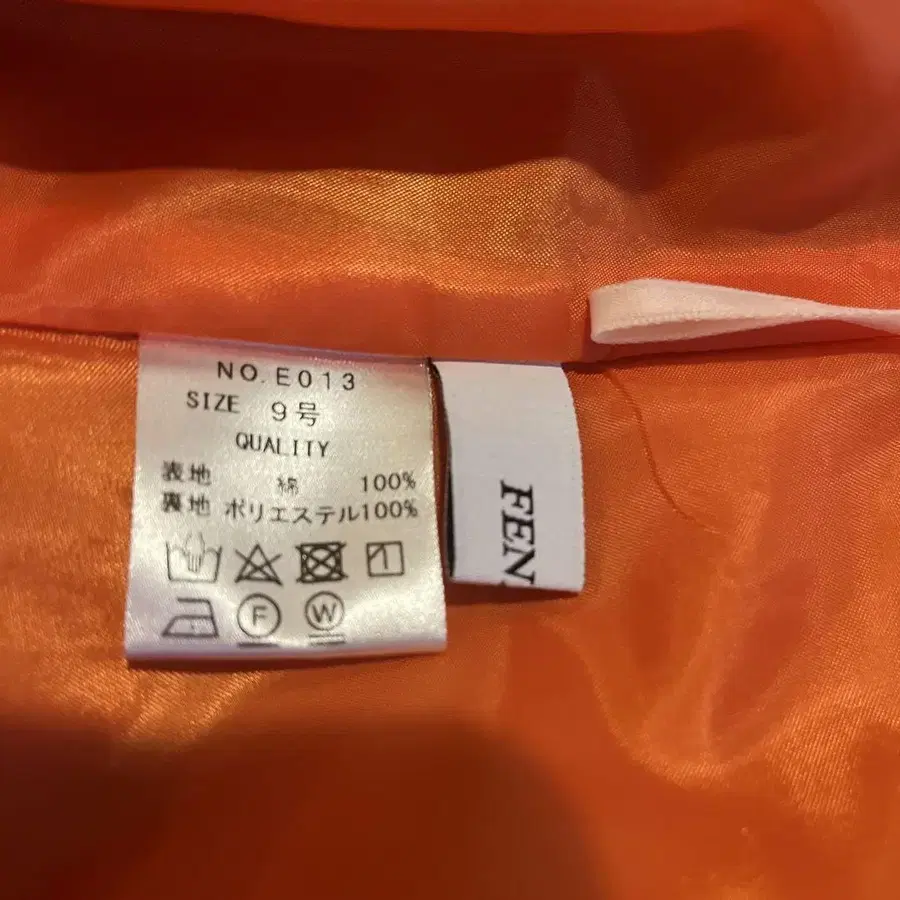 NO.E013
SIZE 9号
QUALITY
表地 綿 100%
裏地 ポリエステル100%
F W
FEN